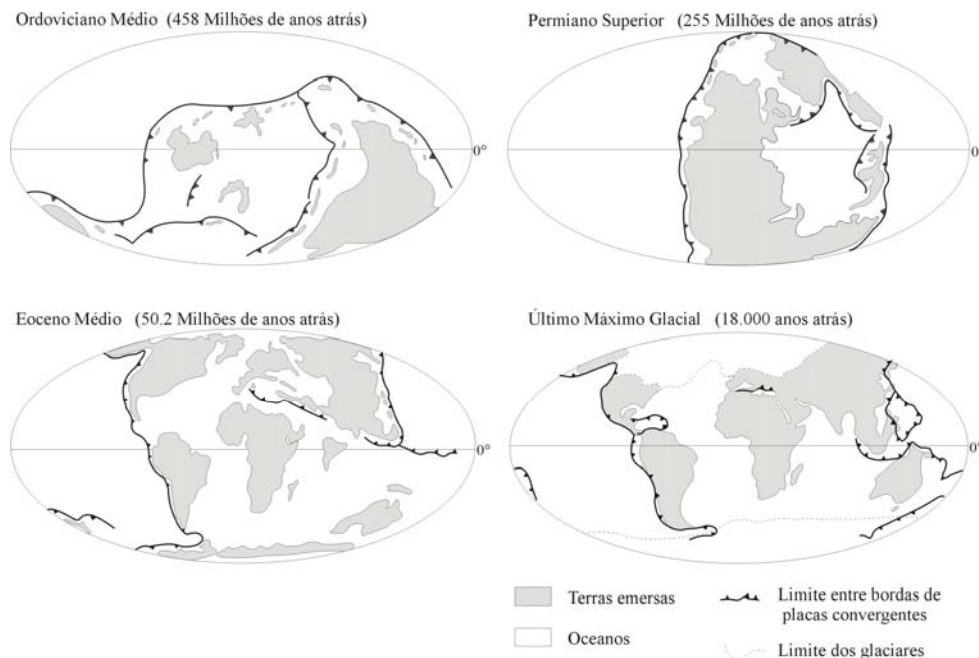 Ordoviciano Médio (458 Milhões de anos atrás)
Permiano Superior (255 Milhões de anos atrás)
0°
0°
Eoceno Médio (50.2 Milhões de anos atrás)
Último Máximo Glacial (18.000 anos atrás)
0°
0°
Terras emersas
Oceanos
Limite entre bordas de
placas convergentes
Limite dos glaciares